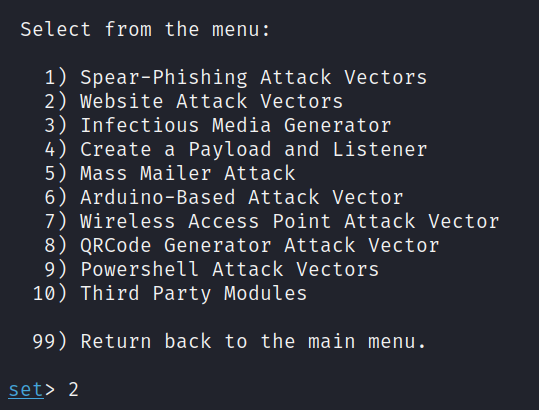 Select from the menu:
1) Spear-Phishing Attack Vectors
2) Website Attack Vectors
3) Infectious Media Generator
4) Create a Payload and Listener
5) Mass Mailer Attack
6) Arduino-Based Attack Vector
7) Wireless Access Point Attack Vector
8) QRCode Generator Attack Vector
9) Powershell Attack Vectors
10) Third Party Modules
99) Return back to the main menu.
set> 2